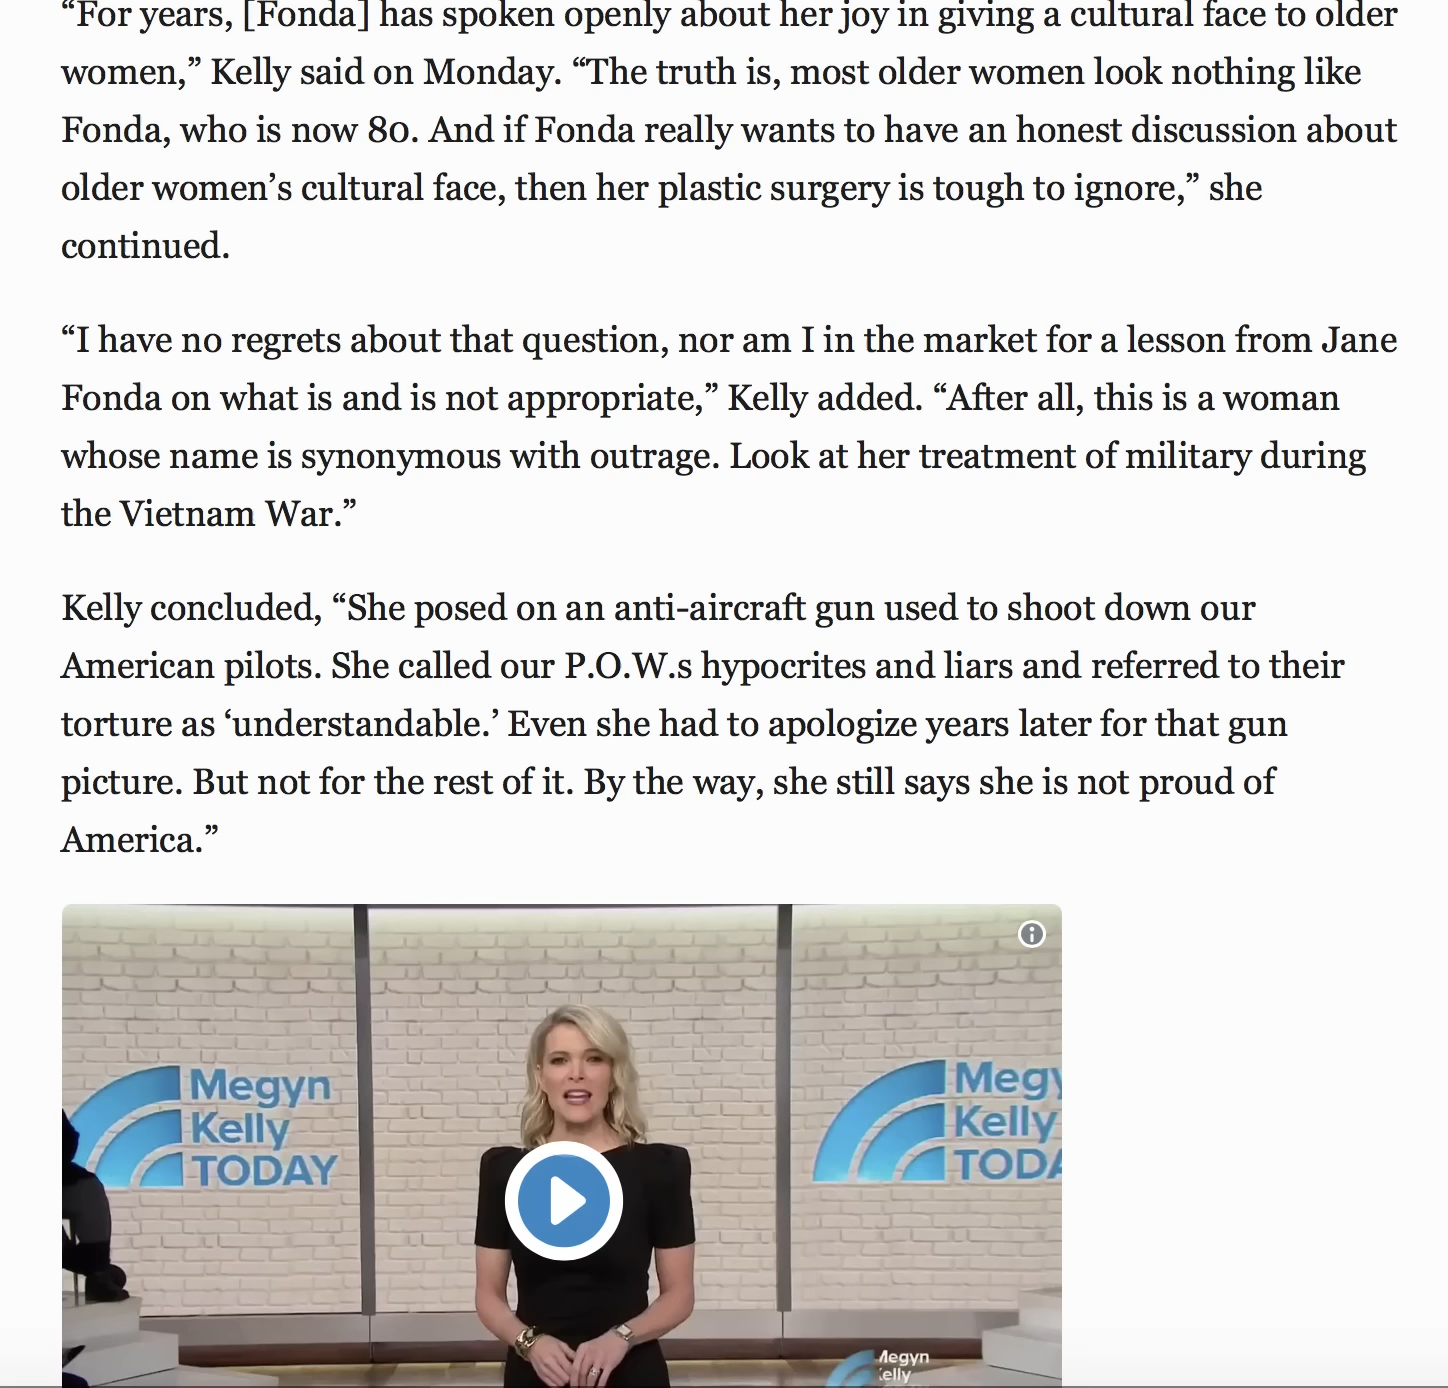 “For years, [Fonda] has spoken openly about her joy in giving a cultural face to older
women,” Kelly said on Monday. “The truth is, most older women look nothing like
Fonda, who is now 80. And if Fonda really wants to have an honest discussion about
older women’s cultural face, then her plastic surgery is tough to ignore,” she
continued.
“I have no regrets about that question, nor am I in the market for a lesson from Jane
Fonda on what is and is not appropriate,” Kelly added. “After all, this is a woman
whose name is synonymous with outrage. Look at her treatment of military during
the Vietnam War.”
Kelly concluded, “She posed on an anti-aircraft gun used to shoot down our
American pilots. She called our P.O.W.s hypocrites and liars and referred to their
torture as ‘understandable.’ Even she had to apologize years later for that gun
picture. But not for the rest of it. By the way, she still says she is not proud of
America.”
Megyn
Kelly
TODAY
Megy
Kelly
TODA
Megyn
Kelly